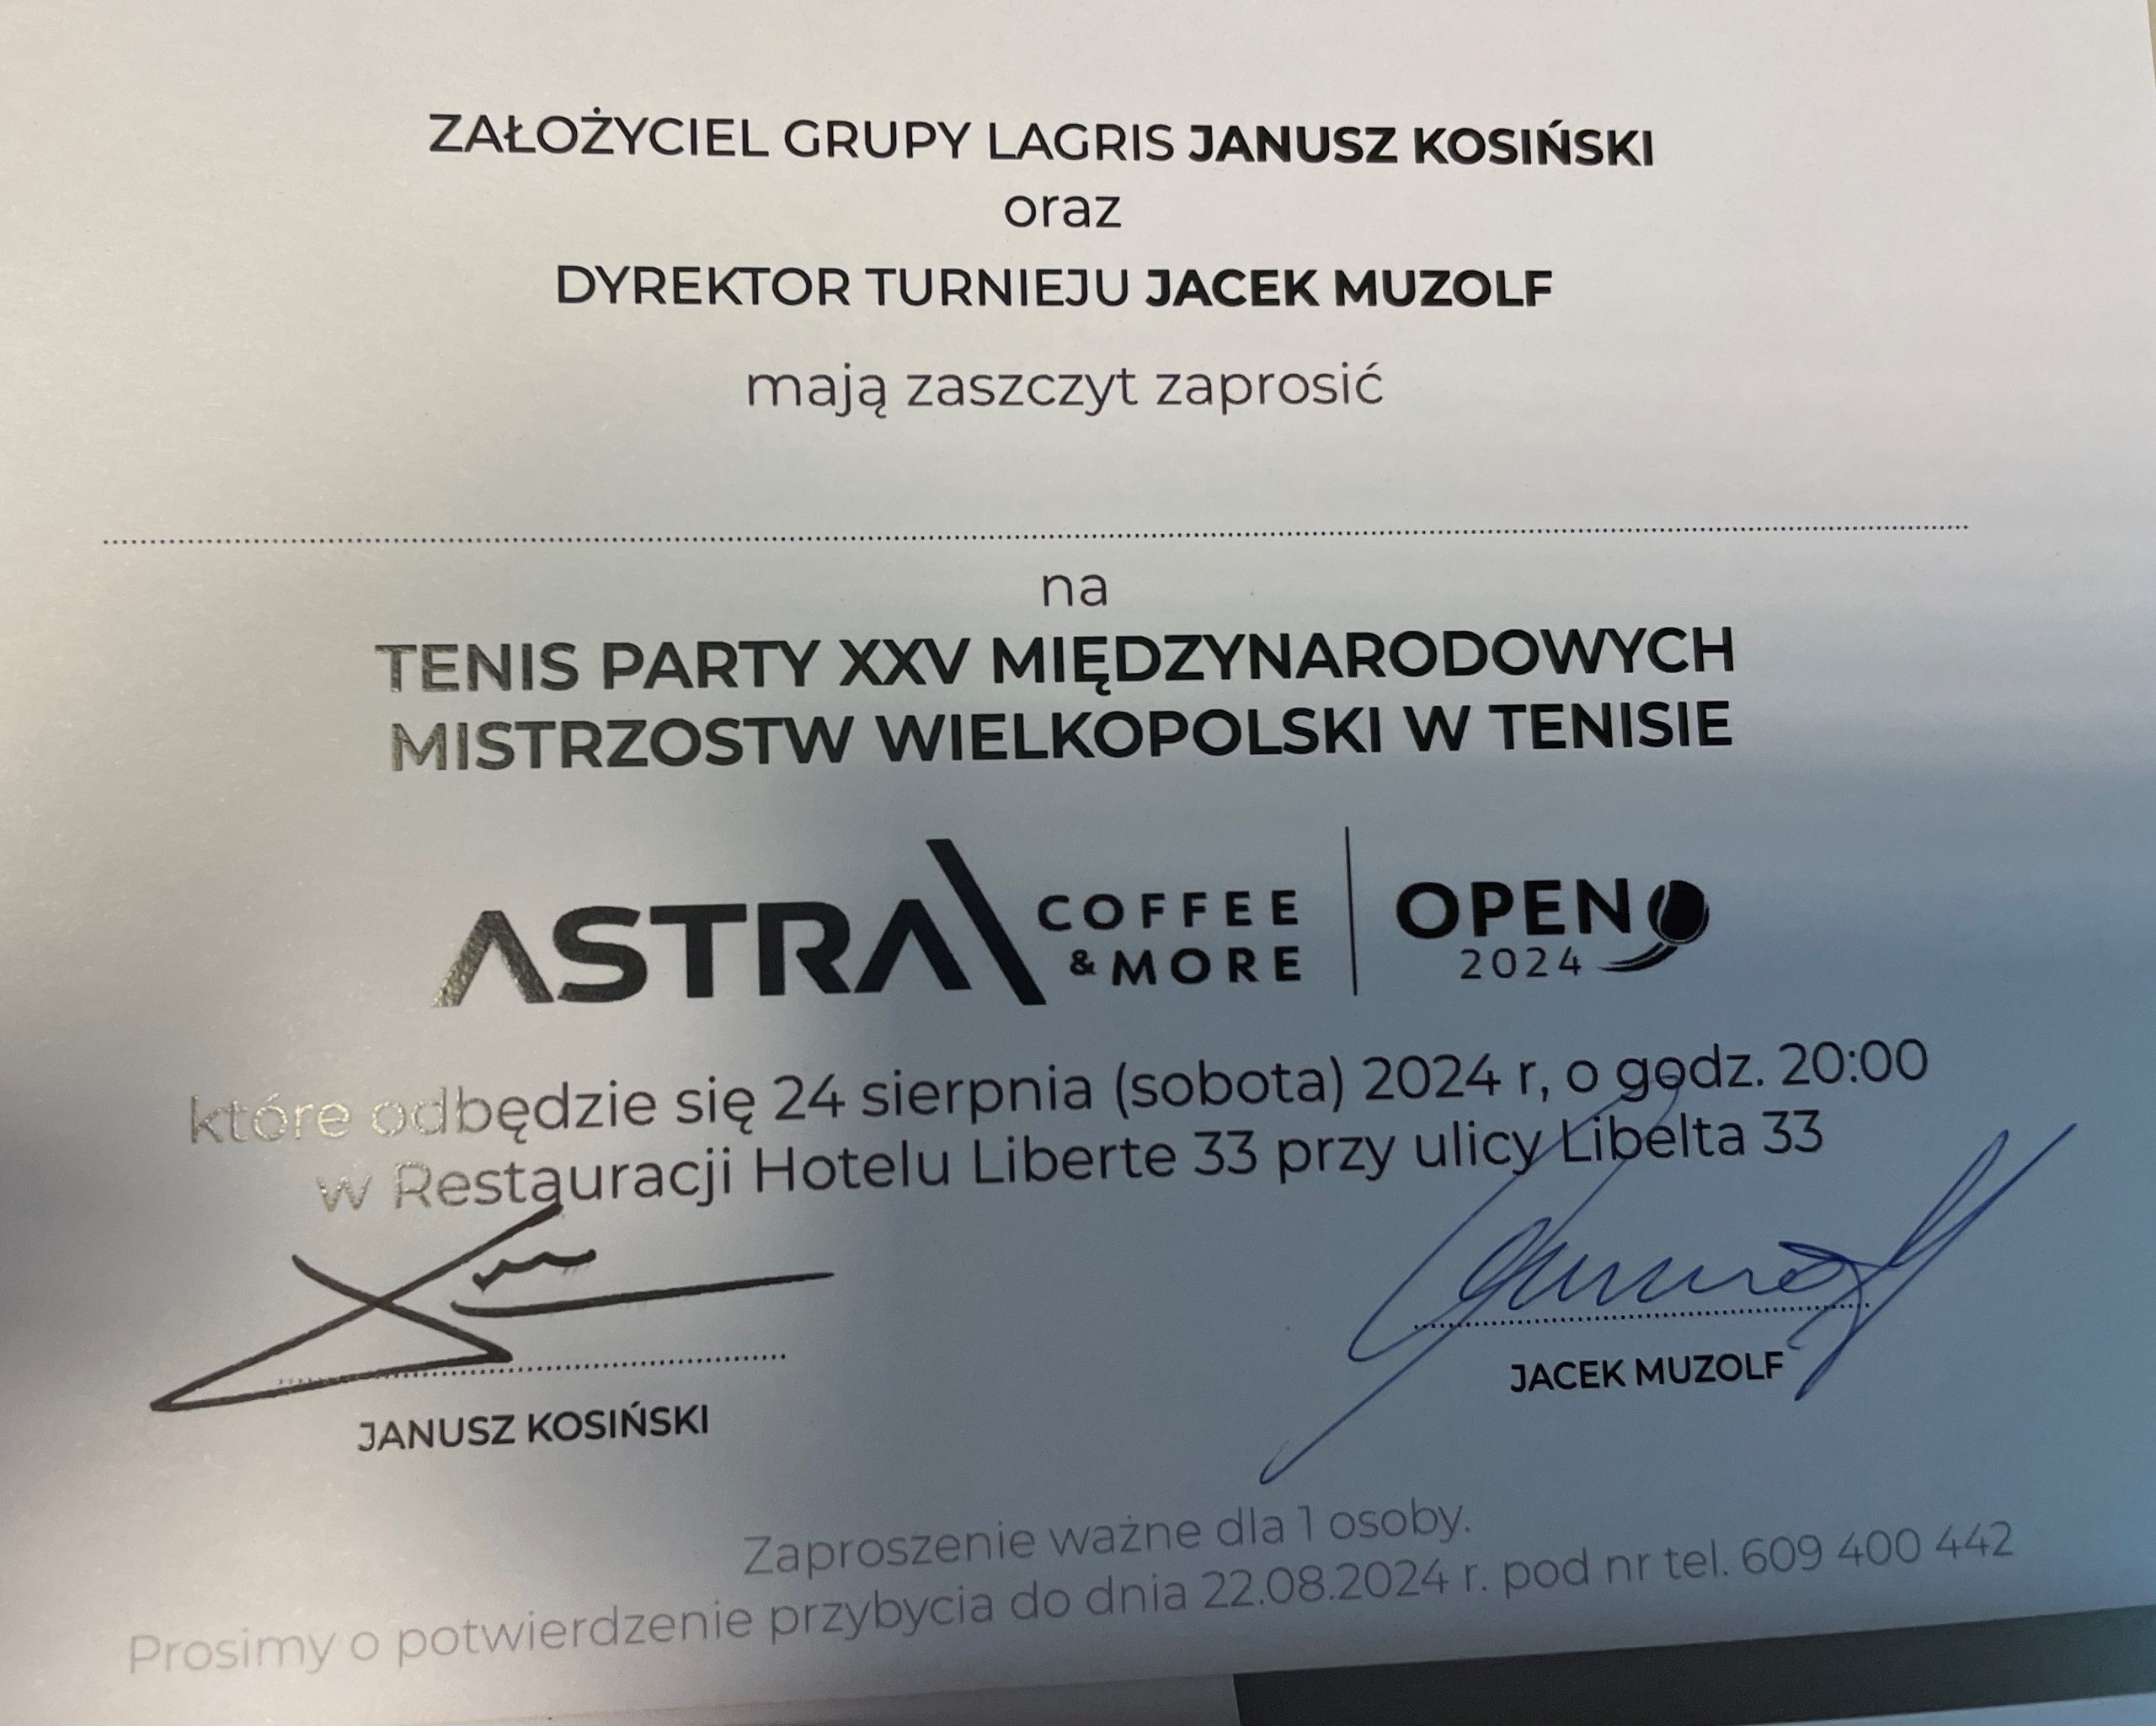 ZAŁOŻYCIEL GRUPY LAGRIS JANUSZ KOSIŃSKI
oraz
DYREKTOR TURNIEJU JACEK MUZOLF
mają zaszczyt zaprosić
na
TENIS PARTY XXV MIĘDZYNARODOWYCH
MISTRZOSTW WIELKOPOLSKI W TENISIE
ASTRA COFFEE & MORE OPEN 2024
które odbędzie się 24 sierpnia (sobota) 2024 r, o godz. 20:00
w Restauracji Hotelu Liberte 33 przy ulicy Libelta 33
JANUSZ KOSIŃSKI
JACEK MUZOLF
Zaproszenie ważne dla 1 osoby.
Prosimy o potwierdzenie przybycia do dnia 22.08.2024 r. pod nr tel. 609 400 442